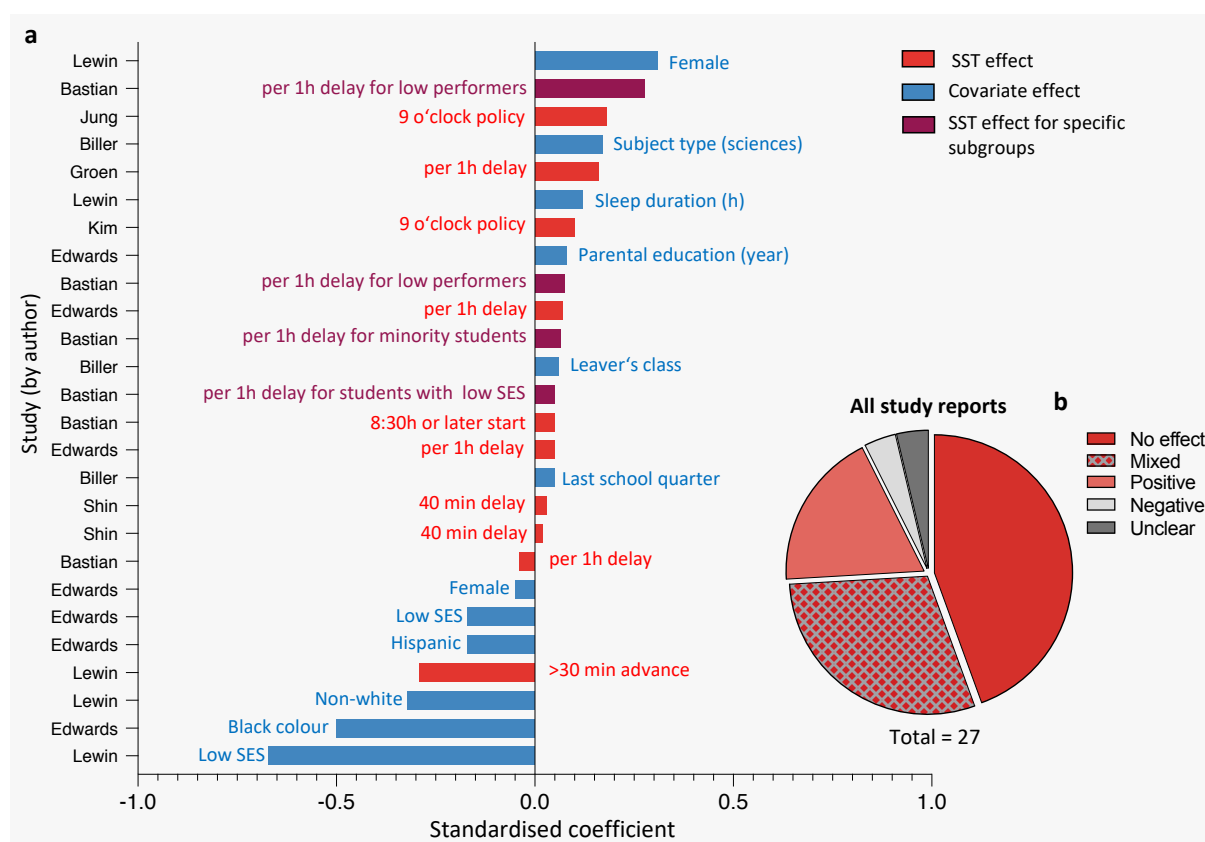 a
Lewin
Female
Bastian
per 1h delay for low performers
Jung
9 o‘clock policy
Biller
Subject type (sciences)
Groen
per 1h delay
Lewin
Sleep duration (h)
Kim
9 o‘clock policy
Edwards
Parental education (year)
Bastian
per 1h delay for low performers
Edwards
per 1h delay
Bastian
per 1h delay for minority students
Biller
Leaver‘s class
Bastian
per 1h delay for students with low SES
Bastian
8:30h or later start
Edwards
per 1h delay
Biller
Last school quarter
Shin
40 min delay
Shin
40 min delay
Bastian
per 1h delay
Edwards
Female
Edwards
Low SES
Edwards
Hispanic
Lewin
>30 min advance
Lewin
Non-white
Edwards
Black colour
Lewin
Low SES
Study (by author)
-1.0
-0.5
0.0
0.5
1.0
Standardised coefficient
SST effect
Covariate effect
SST effect for specific
subgroups
b
All study reports
No effect
Mixed
Positive
Negative
Unclear
Total = 27